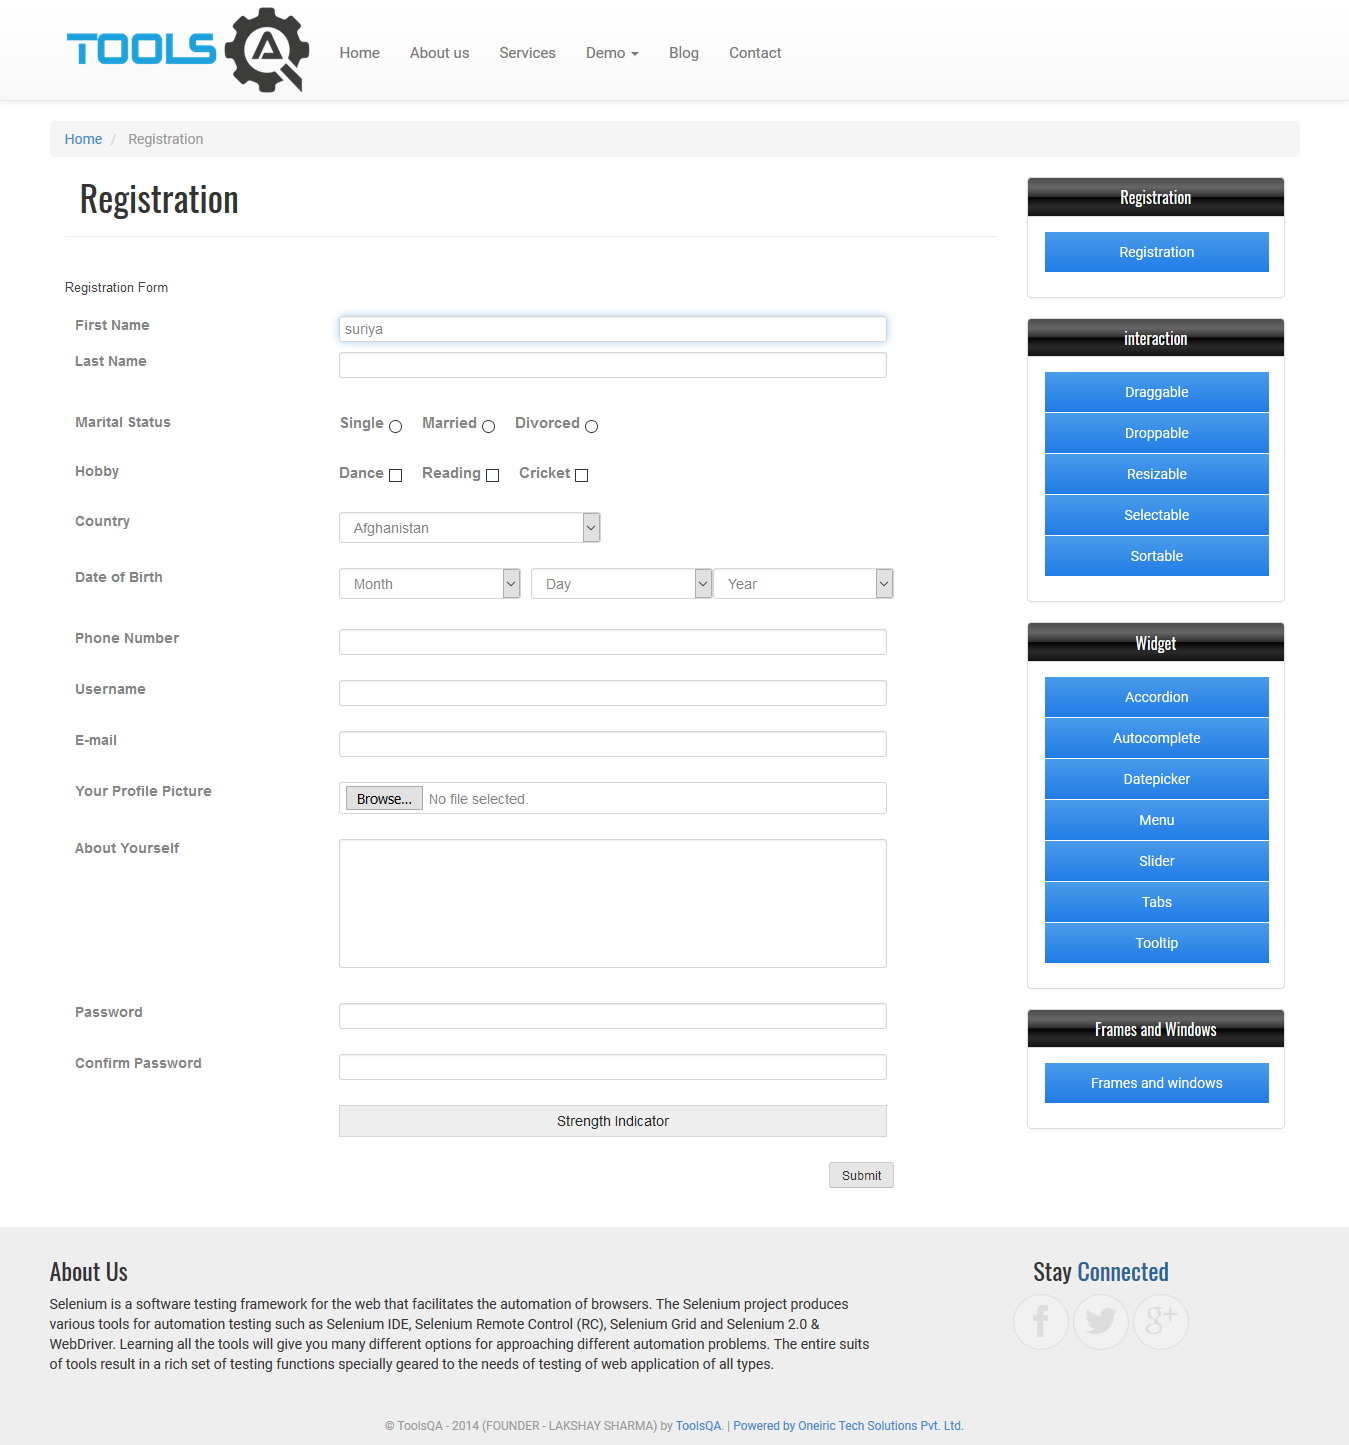 TOOLS QA
Home About us Services Demo Blog Contact
Home / Registration
Registration
Registration Form
First Name suriya
Last Name
Marital Status Single Married Divorced
Hobby Dance Reading Cricket
Country Afghanistan
Date of Birth Month Day Year
Phone Number
Username
E-mail
Your Profile Picture Browse... No file selected.
About Yourself
Password
Confirm Password
Strength Indicator
Submit
Registration
Registration
interaction
Draggable
Droppable
Resizable
Selectable
Sortable
Widget
Accordion
Autocomplete
Datepicker
Menu
Slider
Tabs
Tooltip
Frames and Windows
Frames and windows
About Us
Selenium is a software testing framework for the web that facilitates the automation of browsers. The Selenium project produces
various tools for automation testing such as Selenium IDE, Selenium Remote Control (RC), Selenium Grid and Selenium 2.0 &
WebDriver. Learning all the tools will give you many different options for approaching different automation problems. The entire suits
of tools result in a rich set of testing functions specially geared to the needs of testing of web application of all types.
Stay Connected
f g+
© ToolsQA - 2014 (FOUNDER - LAKSHAY SHARMA) by ToolsQA. | Powered by Oneiric Tech Solutions Pvt. Ltd.